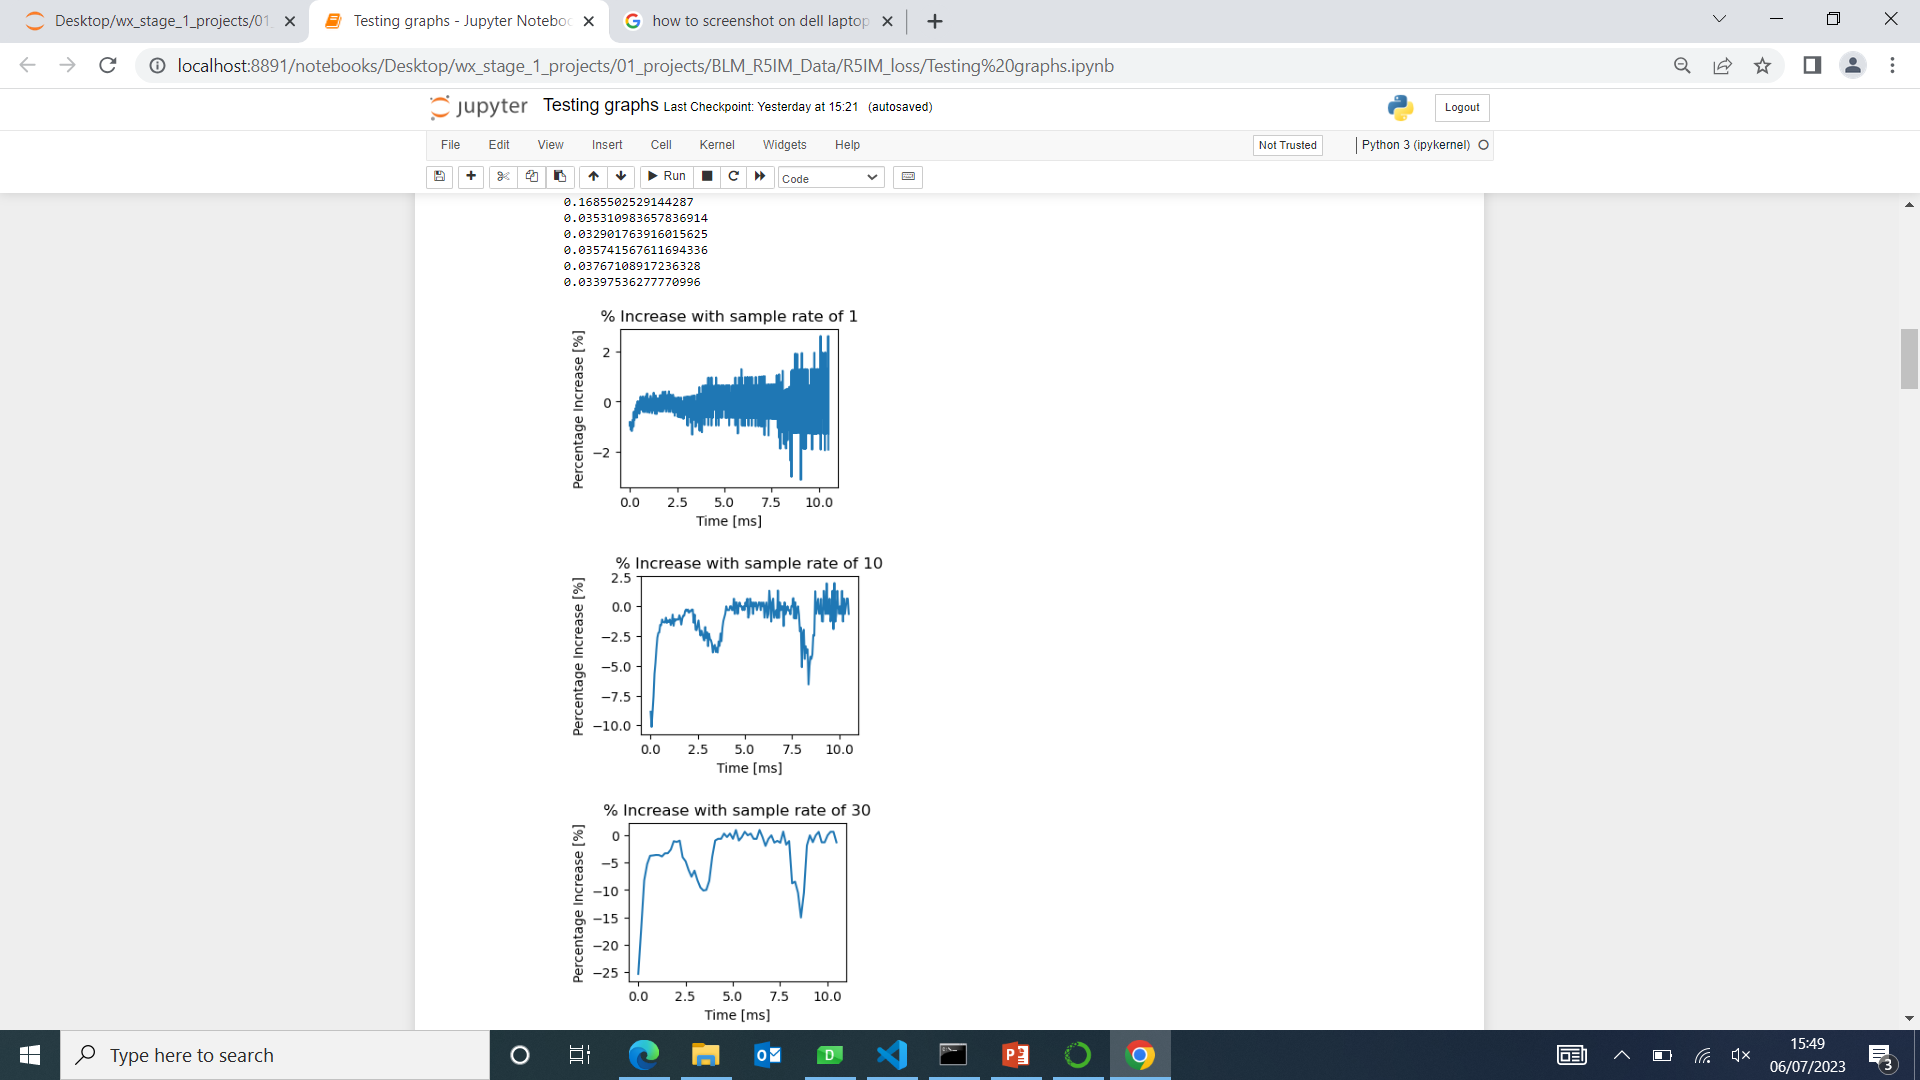 Desktop/wx_stage_1_projects/01_
Testing graphs - Jupyter Noteboo
how to screenshot on dell laptop
localhost:8891/notebooks/Desktop/wx_stage_1_projects/01_projects/BLM_R5IM_Data/R5IM_loss/Testing%20graphs.ipynb
jupyter Testing graphs Last Checkpoint: Yesterday at 15:21 (autosaved)
Logout
File Edit View Insert Cell Kernel Widgets Help
Not Trusted
Python 3 (ipykernel)
Run
Code
0.1685502529144287
0.035310983657836914
0.032901763916015625
0.035741567611694336
0.03767108917236328
0.03397536277770996
% Increase with sample rate of 1
Percentage Increase [%]
2
0
−2
0.0 2.5 5.0 7.5 10.0
Time [ms]
% Increase with sample rate of 10
Percentage Increase [%]
2.5
0.0
−2.5
−5.0
−7.5
−10.0
0.0 2.5 5.0 7.5 10.0
Time [ms]
% Increase with sample rate of 30
Percentage Increase [%]
0
−5
−10
−15
−20
−25
0.0 2.5 5.0 7.5 10.0
Time [ms]
Type here to search
15:49
06/07/2023
3